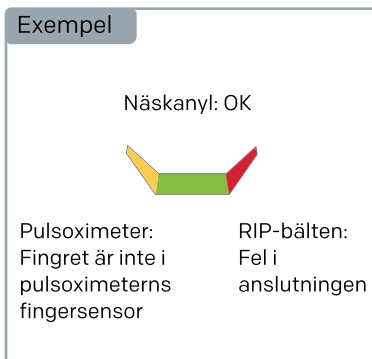 Exempel
Näskanyl: OK
Pulsoximeter:
Fingret är inte i
pulsoximeterns
fingersensor
RIP-bälten:
Fel i
anslutningen